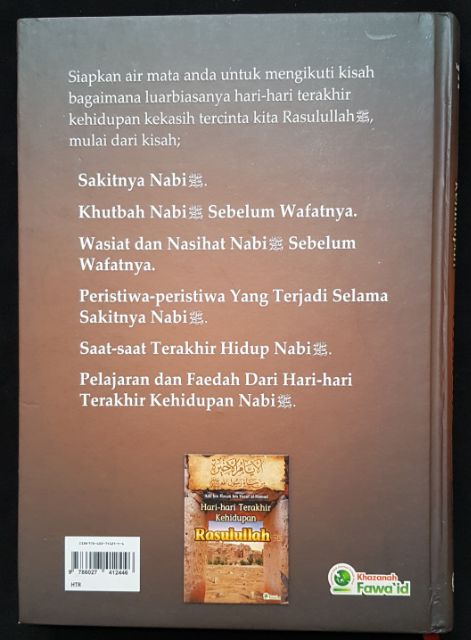 Siapkan air mata anda untuk mengikuti kisah
bagaimana luarbiasanya hari-hari terakhir
kehidupan kekasih tercinta kita Rasulullah ﷺ,
mulai dari kisah;
Sakitnya Nabi ﷺ.
Khutbah Nabi ﷺ Sebelum Wafatnya.
Wasiat dan Nasihat Nabi ﷺ Sebelum
Wafatnya.
Peristiwa-peristiwa Yang Terjadi Selama
Sakitnya Nabi ﷺ.
Saat-saat Terakhir Hidup Nabi ﷺ.
Pelajaran dan Faedah Dari Hari-hari
Terakhir Kehidupan Nabi ﷺ.
Hari-hari Terakhir
Kehidupan
Rasulullah
9 786027 412446
HTR
Khazanah
Fawa'id